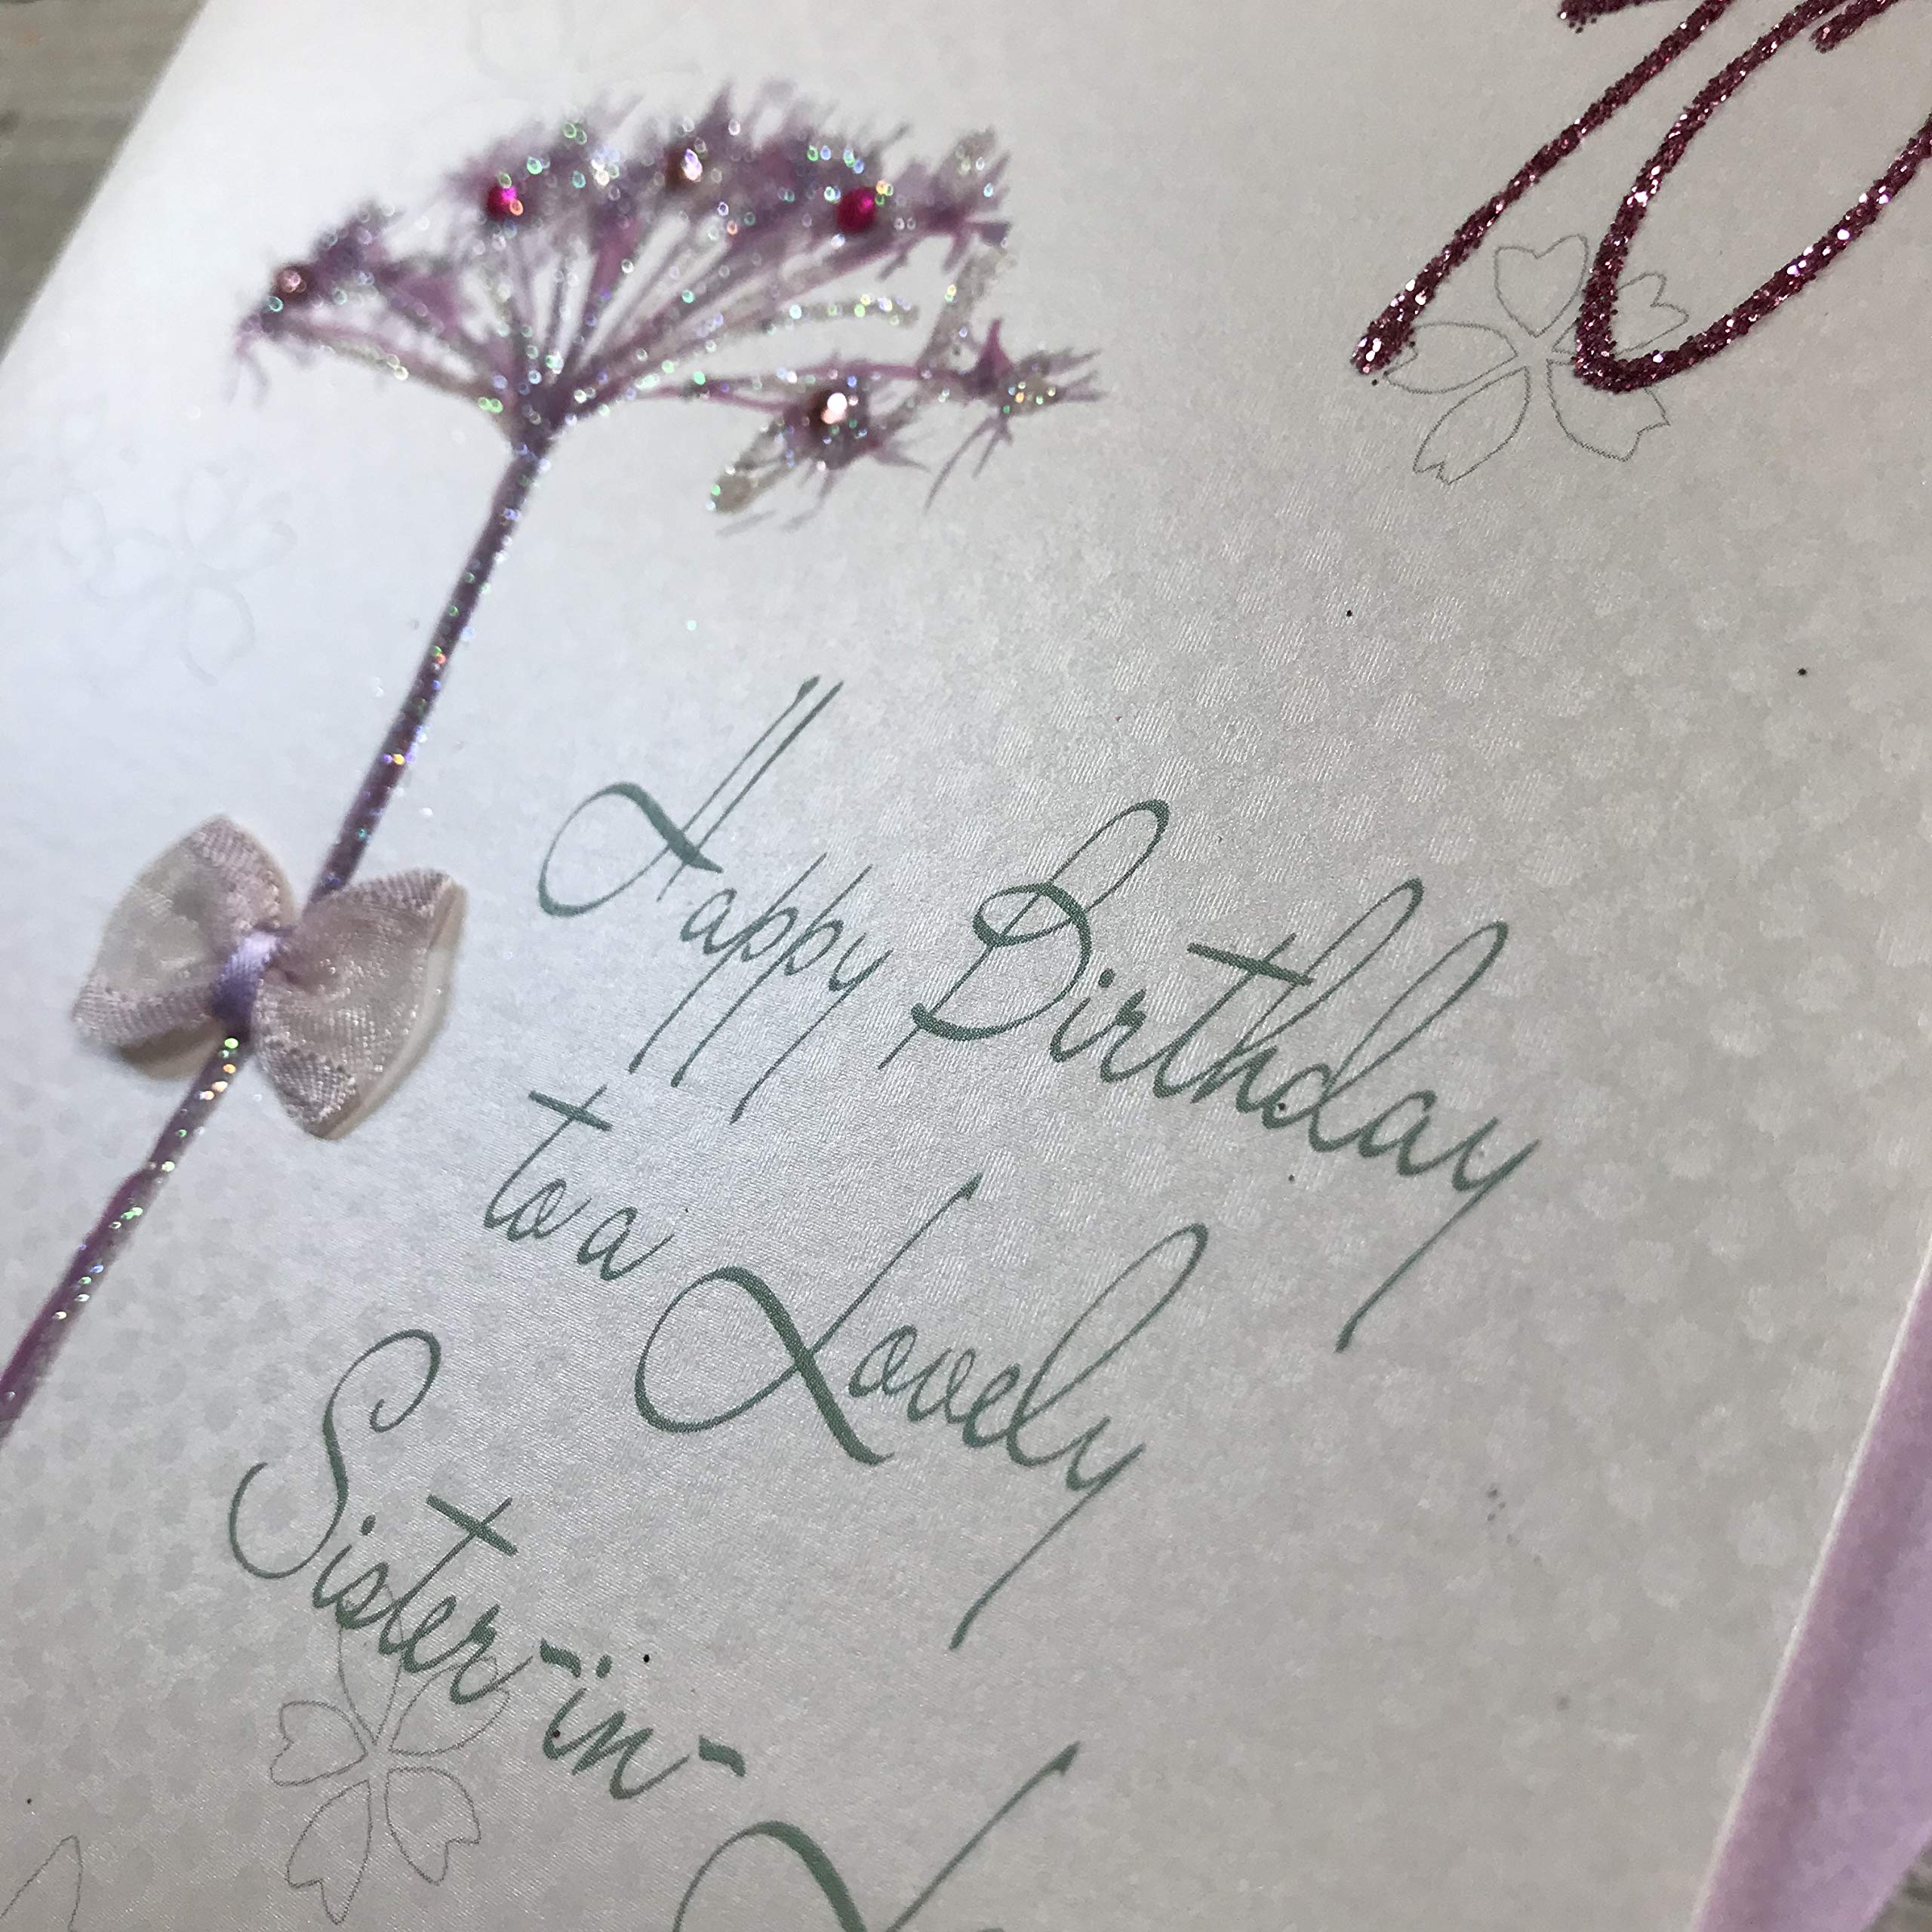 Happy Birthday
to a Lovely
Sister-in-